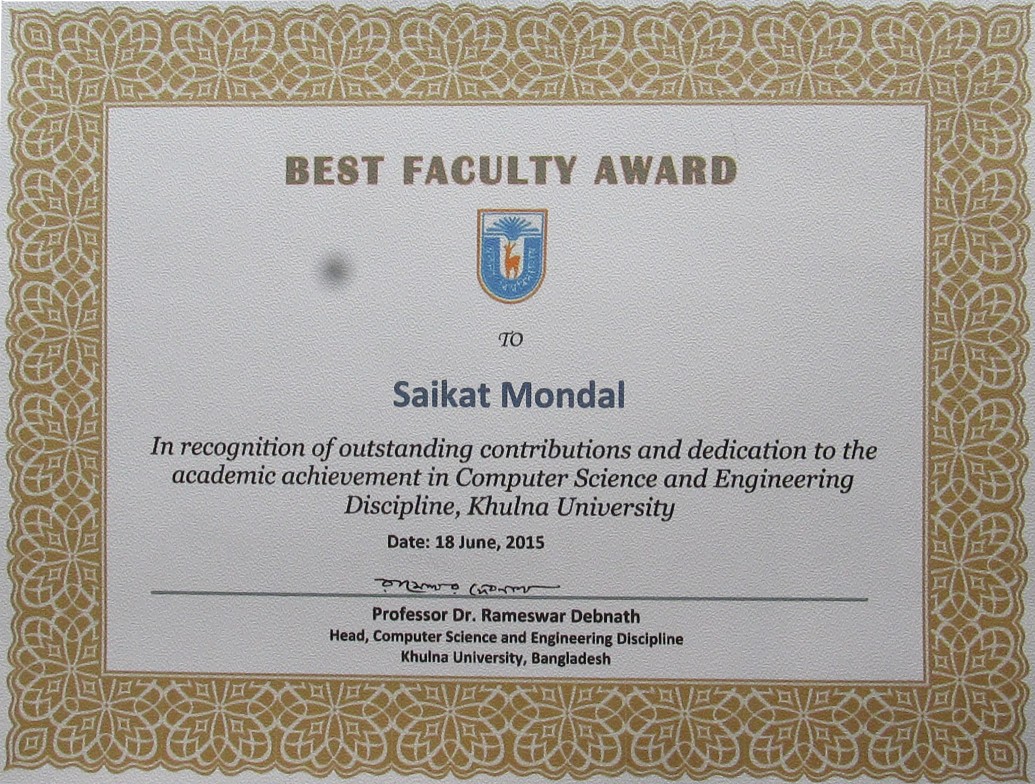 BEST FACULTY AWARD
TO
Saikat Mondal
In recognition of outstanding contributions and dedication to the
academic achievement in Computer Science and Engineering
Discipline, Khulna University
Date: 18 June, 2015
Professor Dr. Rameswar Debnath
Head, Computer Science and Engineering Discipline
Khulna University, Bangladesh